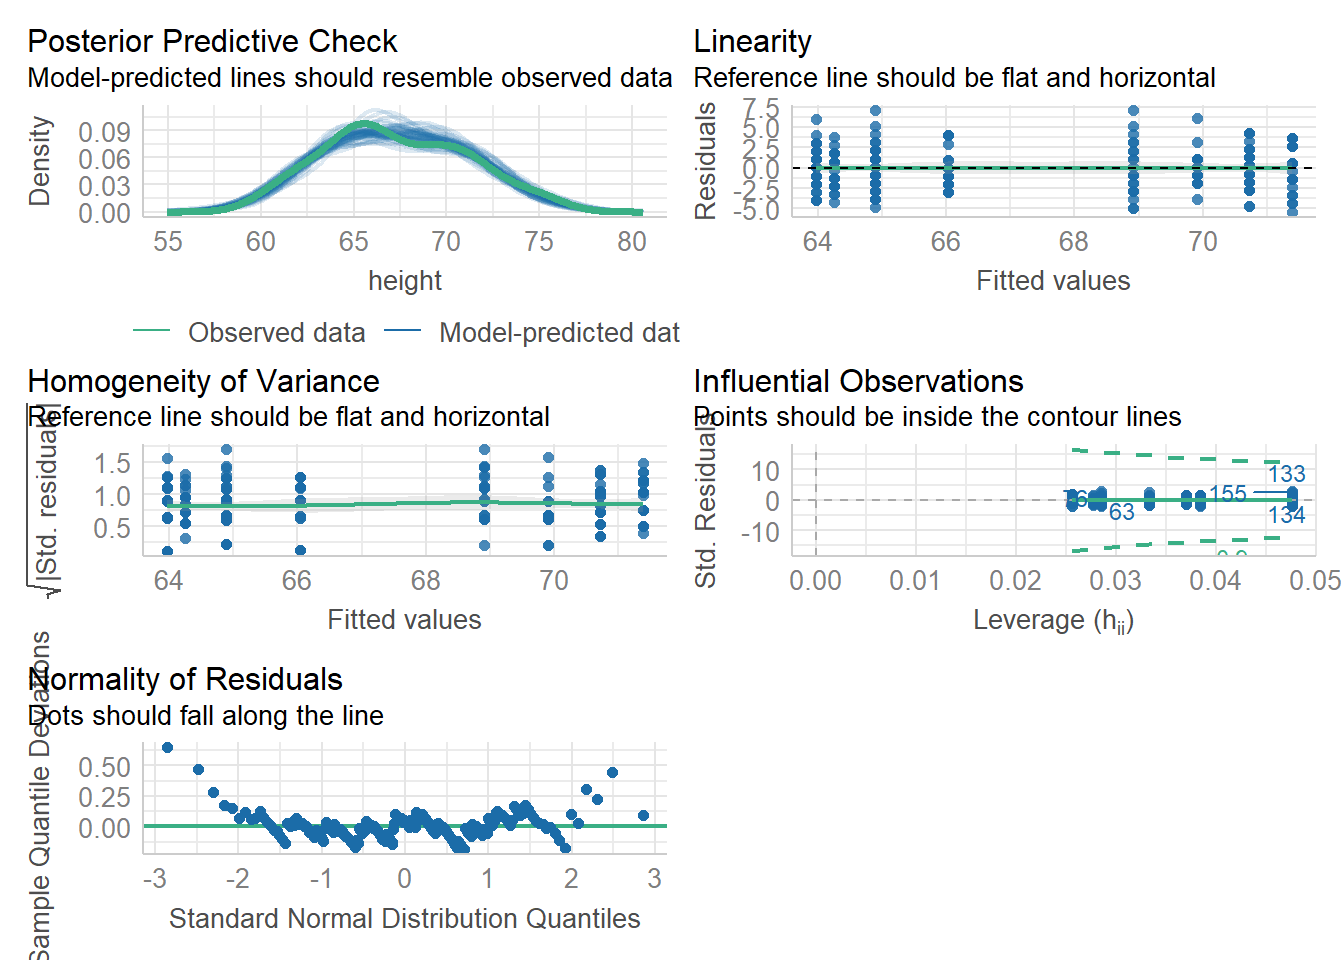 Posterior Predictive Check
Model-predicted lines should resemble observed data
Density
0.09
0.06
0.03
0.00
55 60 65 70 75 80
height
Observed data Model-predicted dat
Linearity
Reference line should be flat and horizontal
Residuals
7.5
5.0
2.5
0.0
-2.5
-5.0
64 66 68 70
Fitted values
Homogeneity of Variance
Reference line should be flat and horizontal
√|Std. residuals|
1.5
1.0
0.5
64 66 68 70
Fitted values
Influential Observations
Points should be inside the contour lines
Std. Residuals
10
0
-10
133
155
134
63
0.00 0.01 0.02 0.03 0.04 0.05
Leverage (hii)
Normality of Residuals
Dots should fall along the line
Sample Quantile Deviations
0.50
0.25
0.00
-3 -2 -1 0 1 2 3
Standard Normal Distribution Quantiles